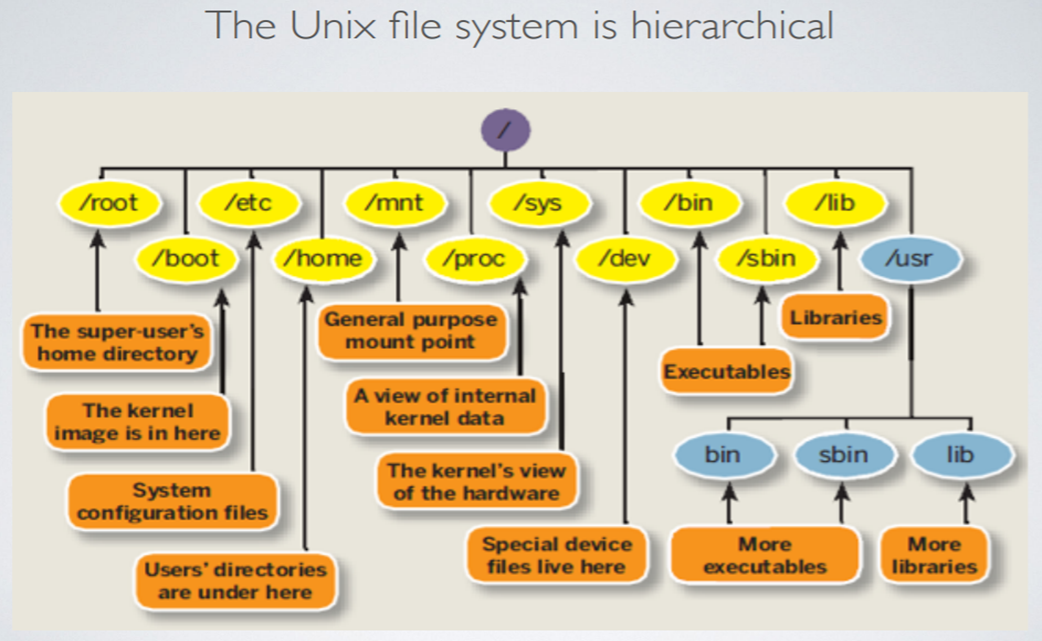 The Unix file system is hierarchical
/
/root
/etc
/mnt
/sys
/bin
/lib
/boot
/home
/proc
/dev
/sbin
/usr
The super-user's
home directory
General purpose
mount point
Libraries
Executables
The kernel
image is in here
A view of internal
kernel data
The kernel's view
of the hardware
bin
sbin
lib
System
configuration files
Users' directories
are under here
Special device
files live here
More
executables
More
libraries